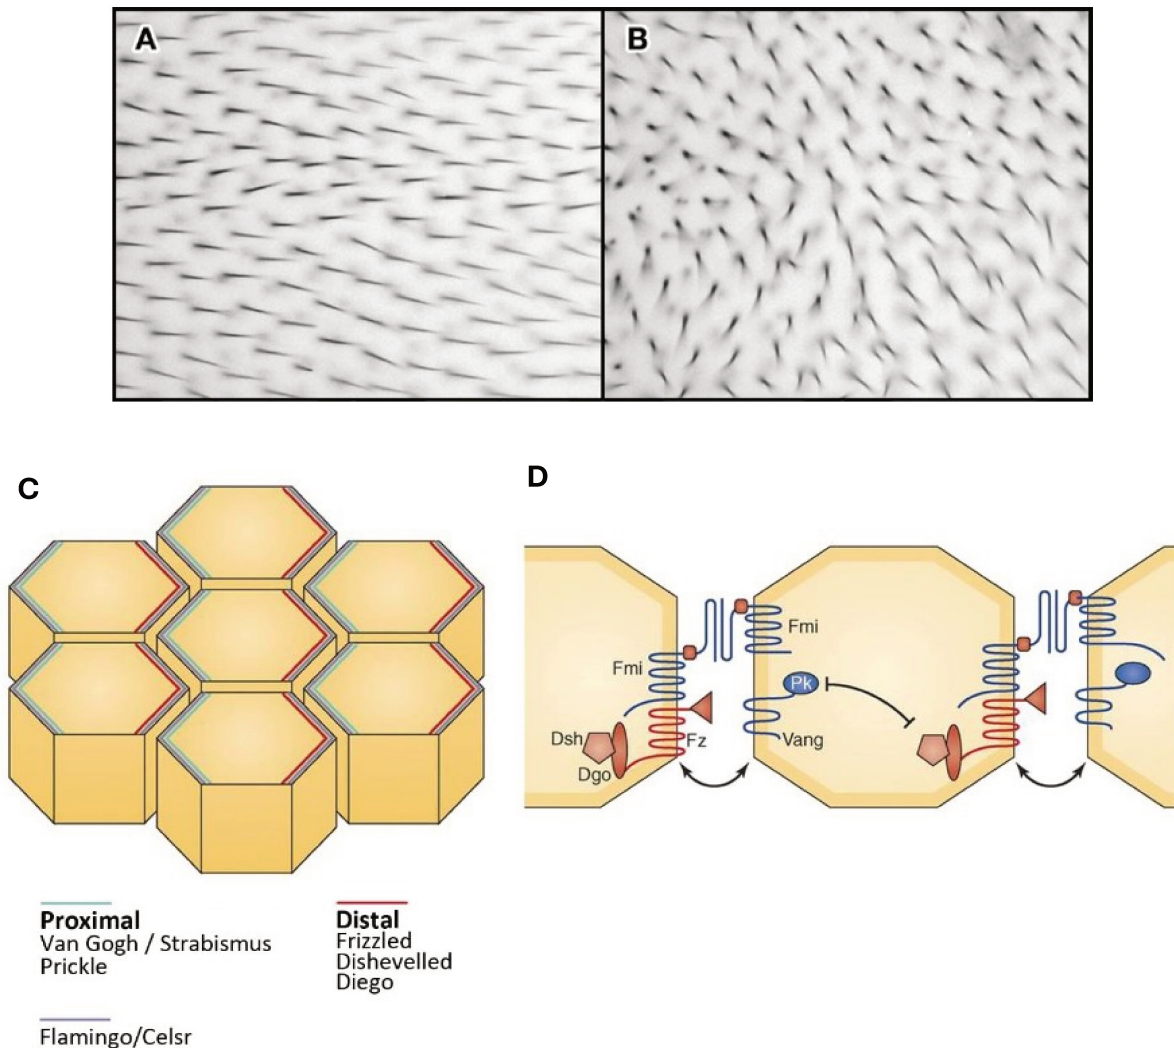 A
B
C
D
Fmi
Fmi
Pk
Dsh
Fz
Vang
Dgo
Proximal
Van Gogh / Strabismus
Prickle
Distal
Frizzled
Dishevelled
Diego
Flamingo/Celsr